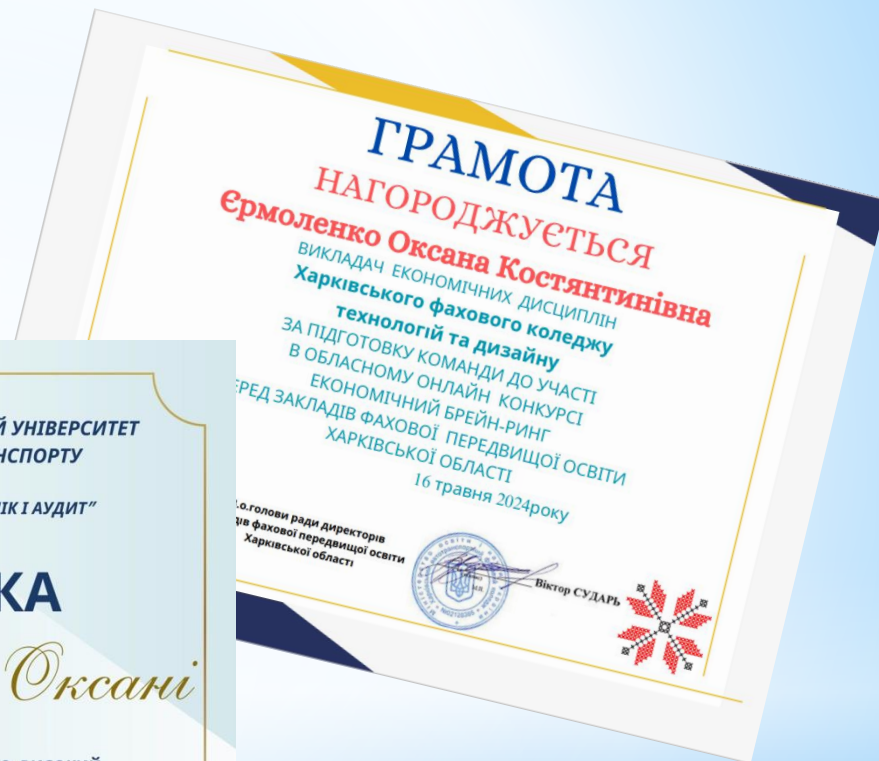 ГРАМОТА
НАГОРОДЖУЄТЬСЯ
Єрмоленко Оксана Костянтинівна
ВИКЛАДАЧ ЕКОНОМІЧНИХ ДИСЦИПЛІН
Харківського фахового коледжу
технологій та дизайну
ЗА ПІДГОТОВКУ КОМАНДИ ДО УЧАСТІ
В ОБЛАСНОМУ ОНЛАЙН КОНКУРСІ
ЕКОНОМІЧНИЙ БРЕЙН-РИНГ
ЕРЕД ЗАКЛАДІВ ФАХОВОЇ ПЕРЕДВИЩОЇ ОСВІТИ
ХАРКІВСЬКОЇ ОБЛАСТІ
16 травня 2024року
.о.голови ради директорів
ів фахової передвищої освіти
Харківської області
Віктор СУДАРЬ
Й УНІВЕРСИТЕТ
НСПОРТУ
ІК І АУДИТ"
КА
Оксані